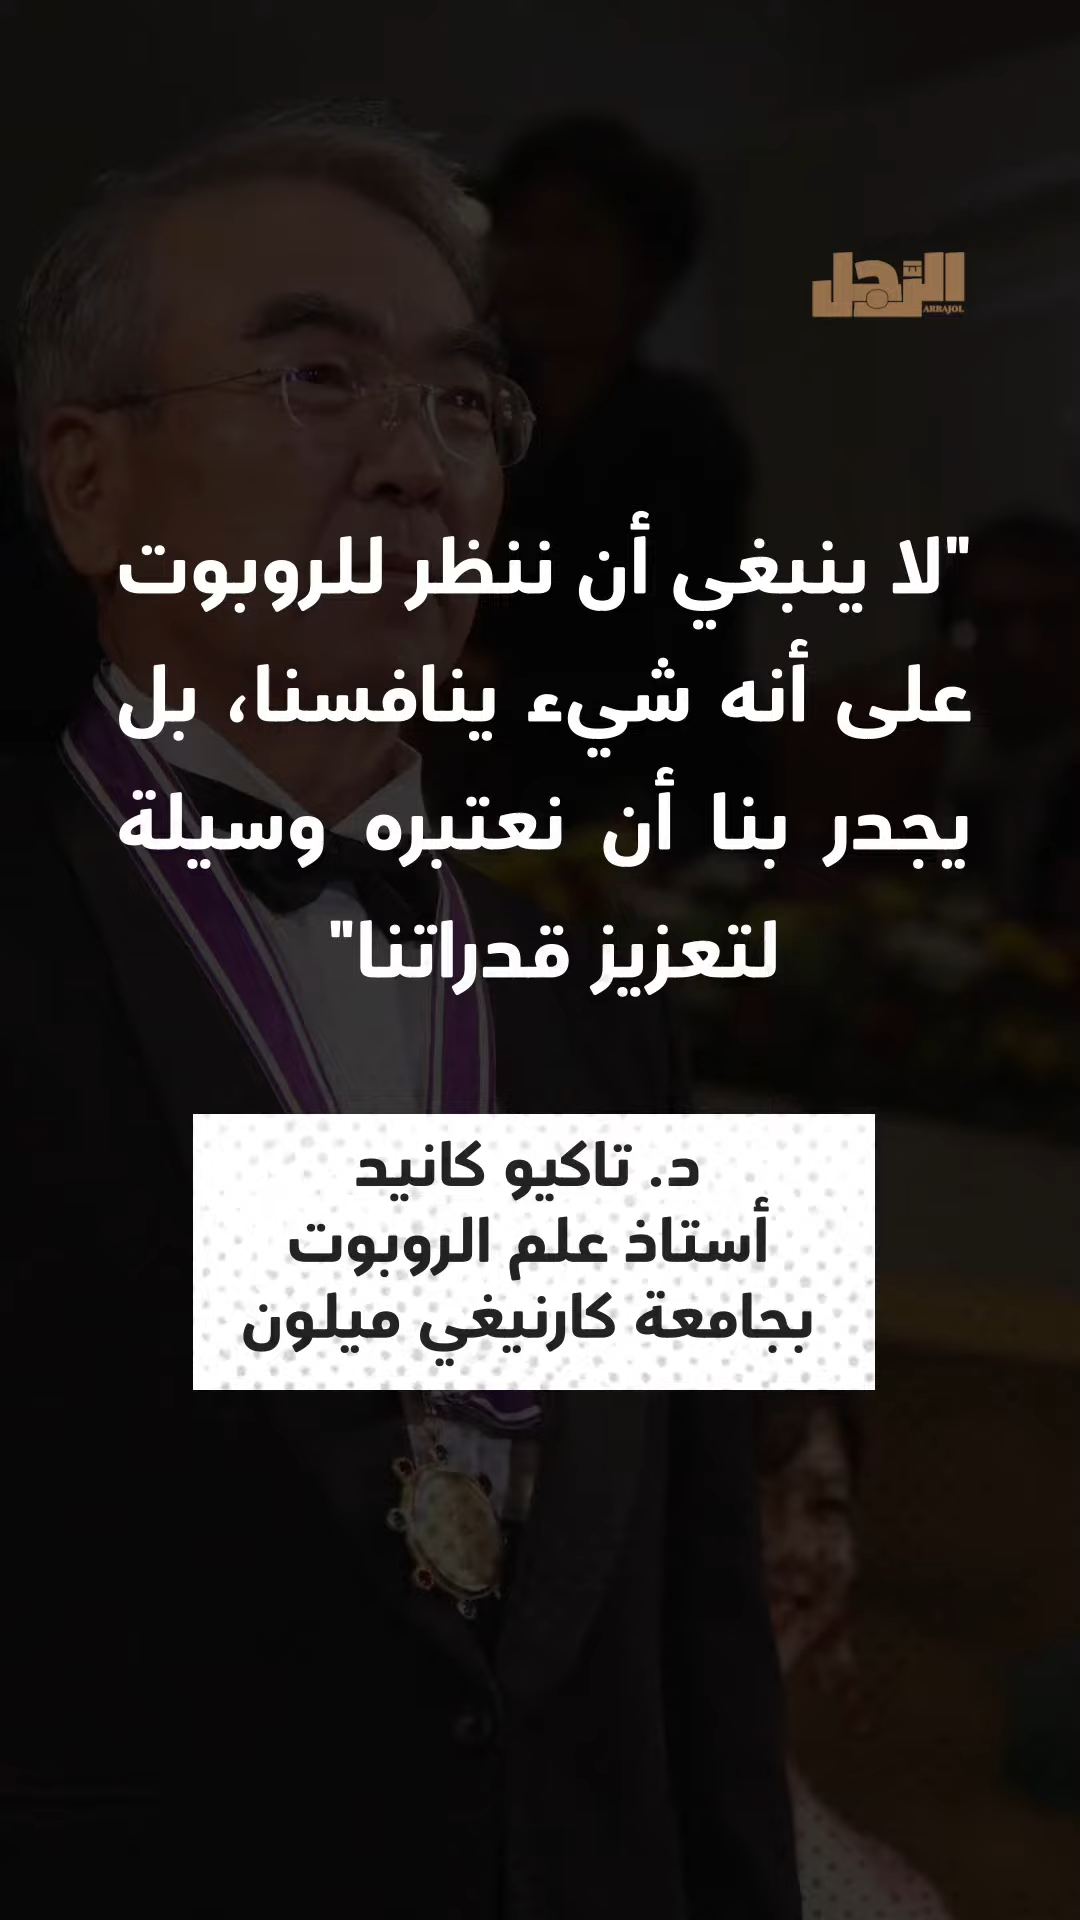 الرجل
ARRAJOL
"لا ينبغي أن ننظر للروبوت
على أنه شيء ينافسنا، بل
يجدر بنا أن نعتبره وسيلة
لتعزيز قدراتنا"
د. تاكيو كانيد
أستاذ علم الروبوت
بجامعة كارنيغي ميلون